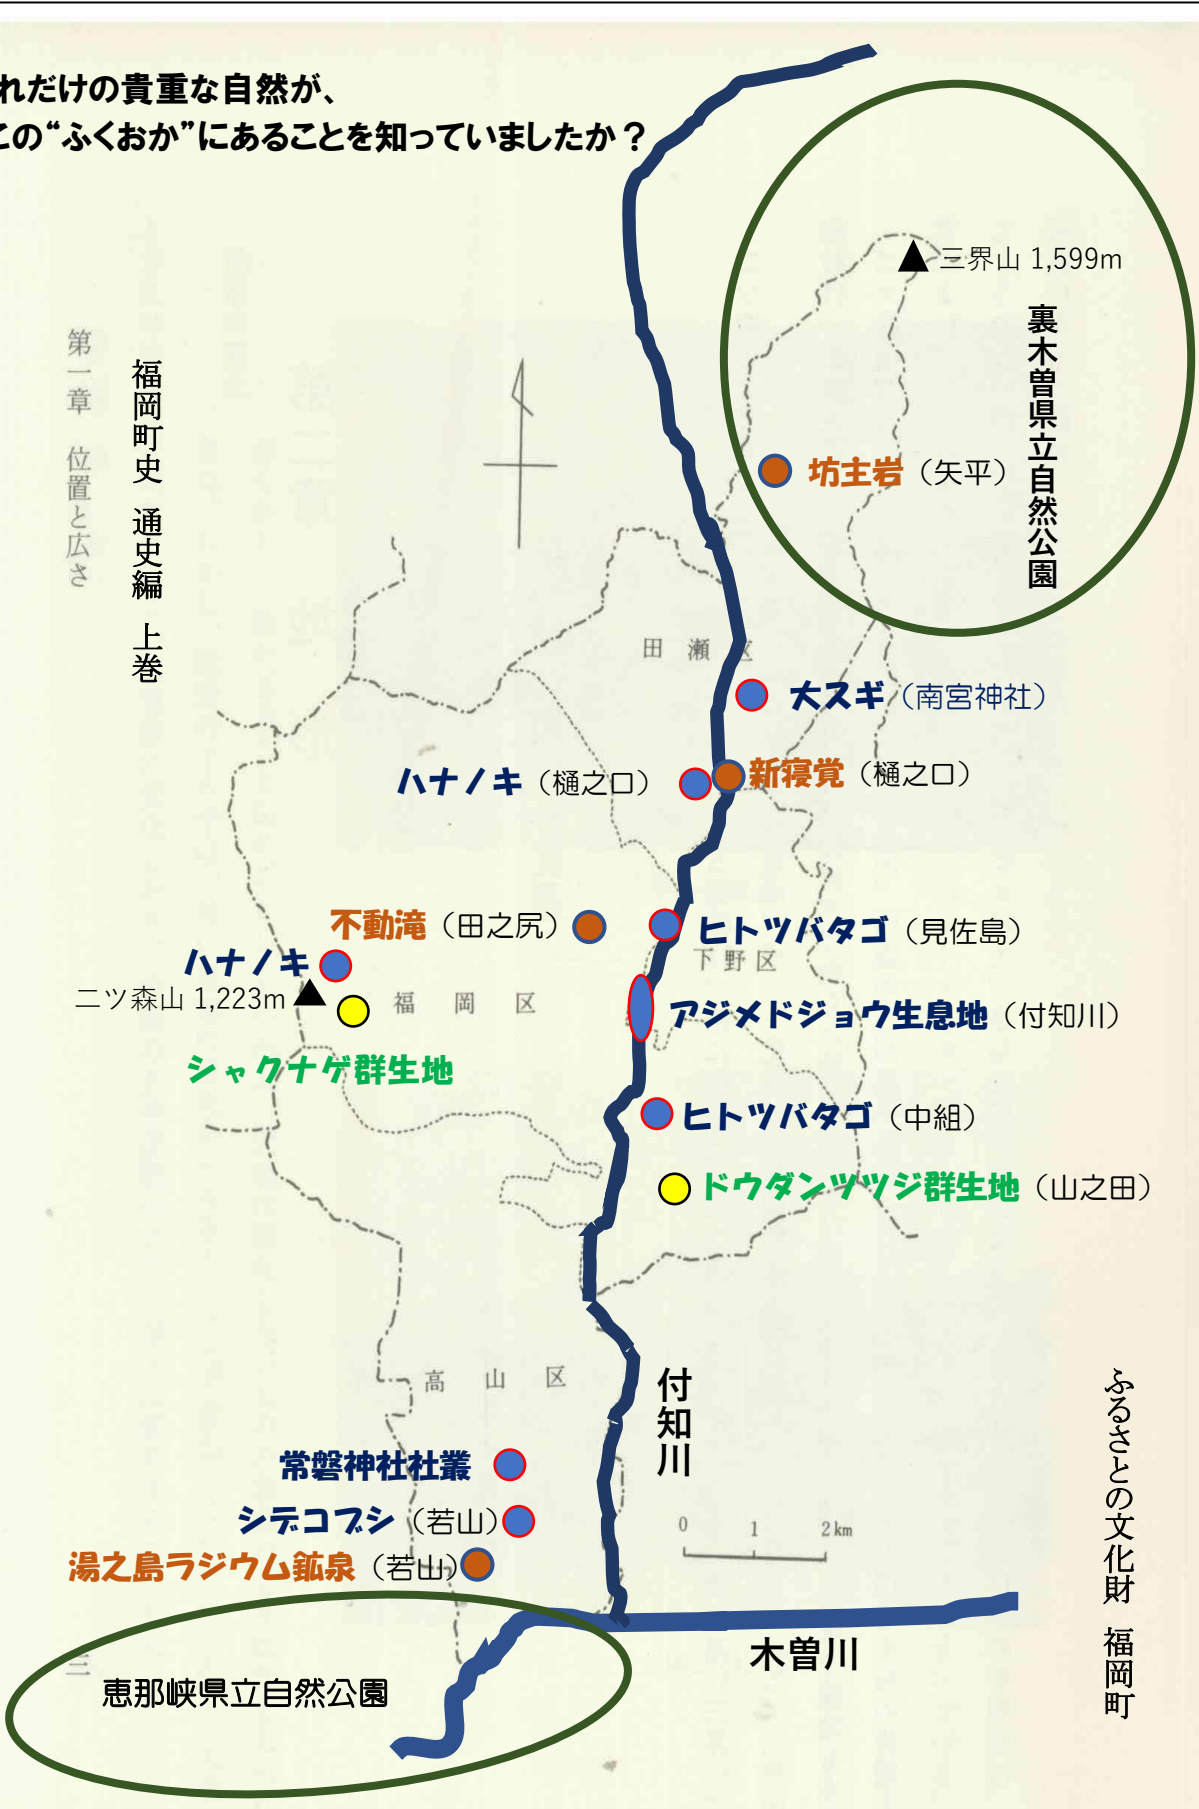 れだけの貴重な自然が、
この“ふくおか”にあることを知っていましたか？
三界山 1,599m
裏木曽県立自然公園
第一章 位置と広さ
福岡町史 通史編 上巻
坊主岩（矢平）
田瀬区
大スギ（南宮神社）
ハナノキ（樋之口）
新寝覚（樋之口）
不動滝（田之尻）
ヒトツバタゴ（見佐島）
下野区
ハナノキ
二ツ森山 1,223m
福岡区
アジメドジョウ生息地（付知川）
シャクナゲ群生地
ヒトツバタゴ（中組）
ドウダンツツジ群生地（山之田）
高山区
付知川
ふるさとの文化財 福岡町
常磐神社社叢
シデコブシ（若山）
0 1 2km
湯之島ラジウム鉱泉（若山）
木曽川
三
恵那峡県立自然公園